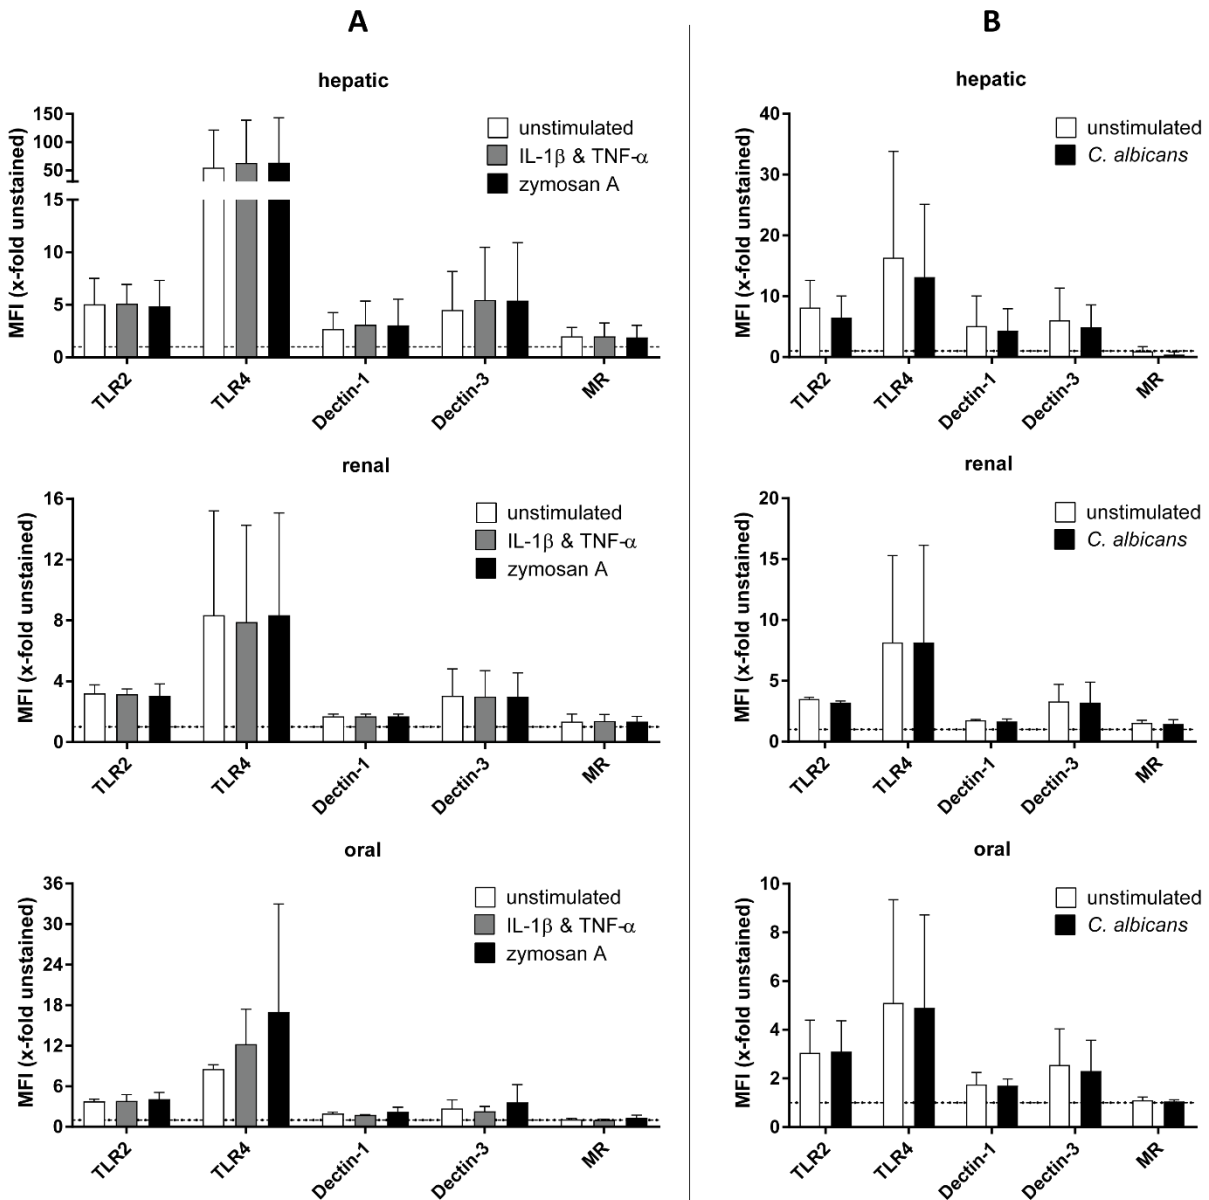 A
hepatic
MFI (x-fold unstained)
150
100
50
15
10
5
0
unstimulated
IL-1β & TNF-α
zymosan A
TLR2
TLR4
Dectin-1
Dectin-3
MR
renal
MFI (x-fold unstained)
16
12
8
4
0
unstimulated
IL-1β & TNF-α
zymosan A
TLR2
TLR4
Dectin-1
Dectin-3
MR
oral
MFI (x-fold unstained)
36
30
24
18
12
6
0
unstimulated
IL-1β & TNF-α
zymosan A
TLR2
TLR4
Dectin-1
Dectin-3
MR
B
hepatic
MFI (x-fold unstained)
40
30
20
10
0
unstimulated
C. albicans
TLR2
TLR4
Dectin-1
Dectin-3
MR
renal
MFI (x-fold unstained)
20
15
10
5
0
unstimulated
C. albicans
TLR2
TLR4
Dectin-1
Dectin-3
MR
oral
MFI (x-fold unstained)
10
8
6
4
2
0
unstimulated
C. albicans
TLR2
TLR4
Dectin-1
Dectin-3
MR